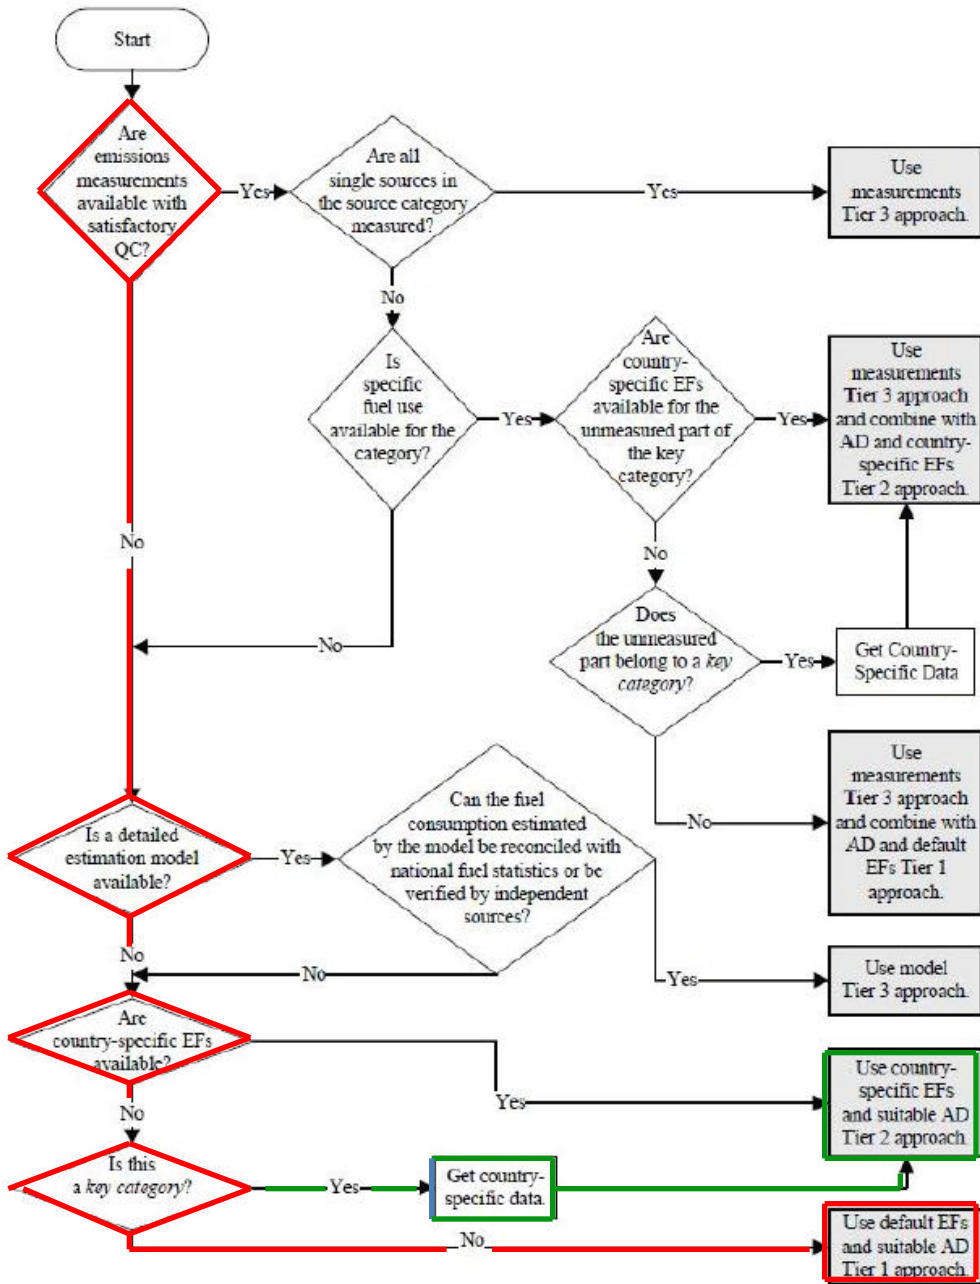 Start
Are
emissions
measurements
available with
satisfactory
QC?
Yes
Are all
single sources in
the source category
measured?
Yes
Use
measurements
Tier 3 approach.
No
Is
specific
fuel use
available for the
category?
Yes
Are
country-
specific EFs
available for the
unmeasured part of
the key
category?
Yes
Use
measurements
Tier 3 approach
and combine with
AD and country-
specific EFs
Tier 2 approach.
No
No
No
Does
the unmeasured
part belong to a key
category?
Yes
Get Country-
Specific Data
No
Use
measurements
Tier 3 approach
and combine with
AD and default
EFs Tier 1
approach.
Is a detailed
estimation model
available?
Yes
Can the fuel
consumption estimated
by the model be reconciled with
national fuel statistics or be
verified by independent
sources?
No
No
Yes
Use model
Tier 3 approach.
Are
country-specific EFs
available?
Yes
Use country-
specific EFs
and suitable AD
Tier 2 approach.
No
Is this
a key category?
Yes
Get country-
specific data.
No
Use default EFs
and suitable AD
Tier 1 approach.